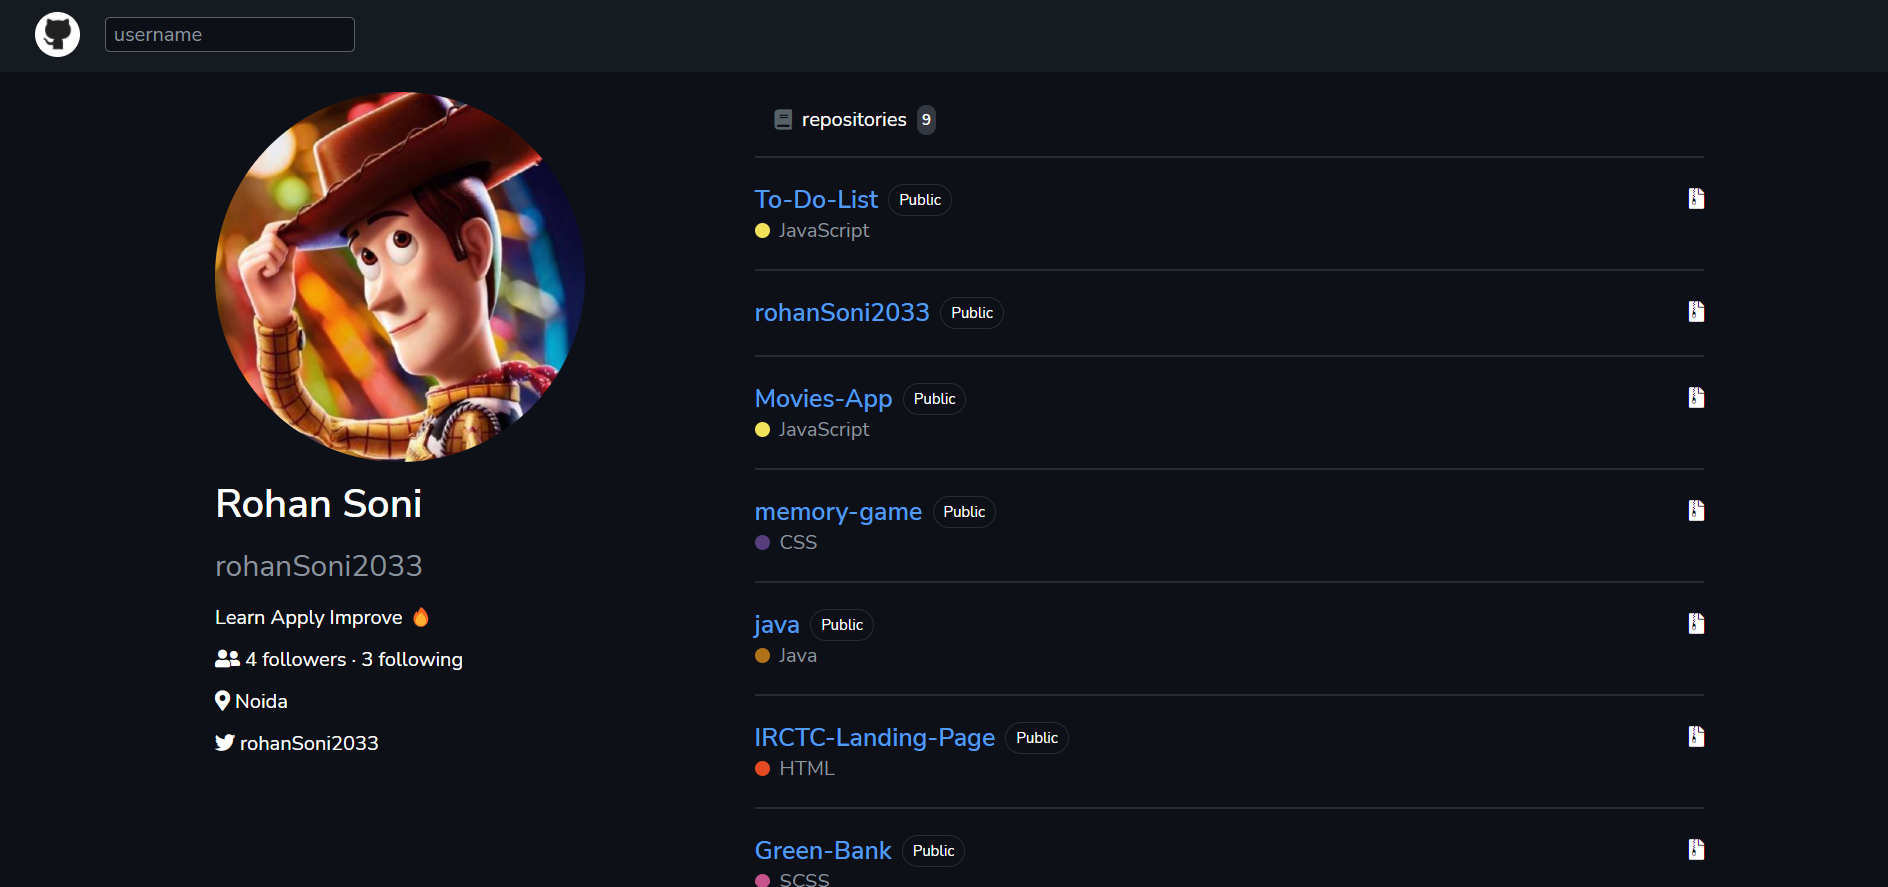 username
Rohan Soni
rohanSoni2033
Learn Apply Improve 🔥
4 followers · 3 following
Noida
rohanSoni2033
repositories 9
To-Do-List Public
JavaScript
rohanSoni2033 Public
Movies-App Public
JavaScript
memory-game Public
CSS
java Public
Java
IRCTC-Landing-Page Public
HTML
Green-Bank Public
SCSS